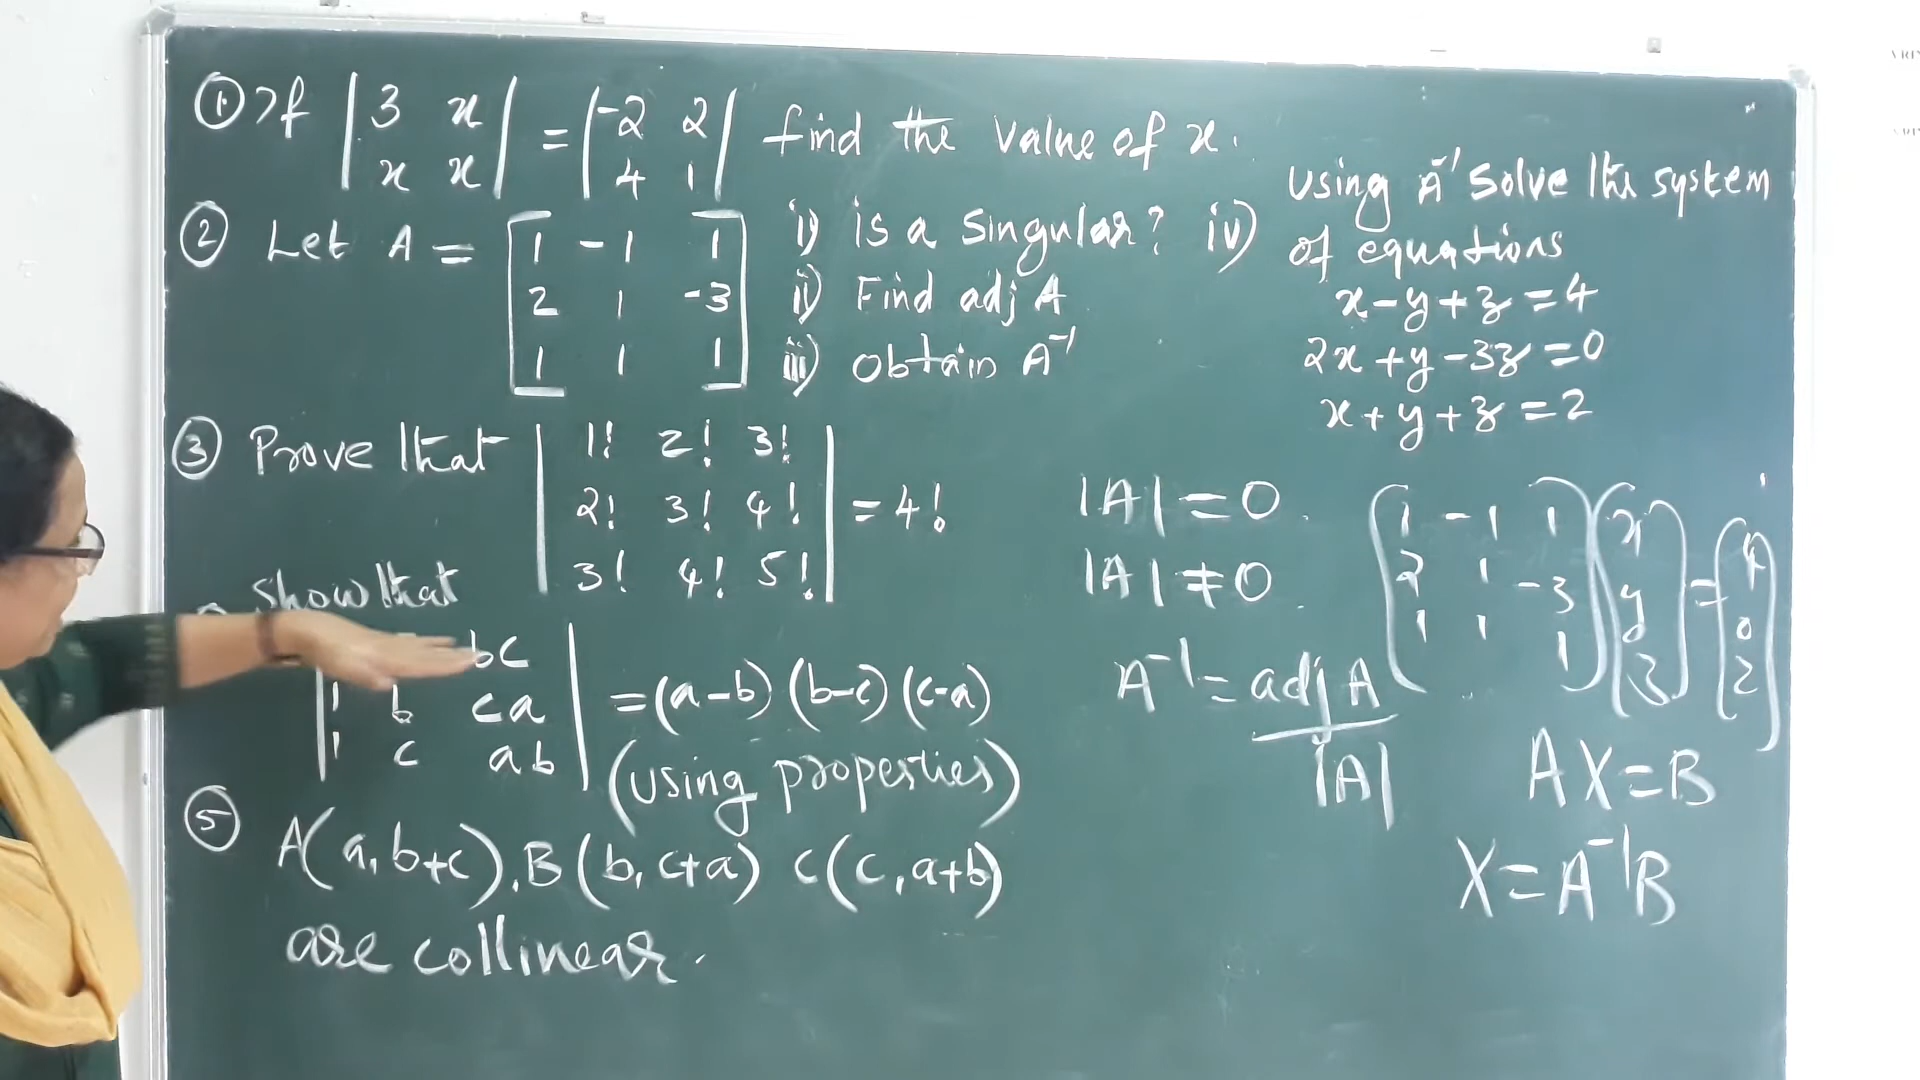 ① If | 3 x | = | -2 2 | find the value of x.
| x x | | 4 1 |
② Let A = [ 1 -1 1 ] i) is a singular? iv) Using A⁻¹ solve the system
of equations
[ 2 1 -3 ] ii) Find adj A
[ 1 1 1 ] iii) obtain A⁻¹
x - y + z = 4
2x + y - 3z = 0
x + y + z = 2
③ Prove that | 1! 2! 3! |
| 2! 3! 4! | = 4!
| 3! 4! 5! |
Show that
bc |
| 1 b ca | = (a-b) (b-c) (c-a)
| 1 c ab | (using properties)
⑤ A(a, b+c), B(b, c+a) C(c, a+b)
are collinear.
|A| = 0
|A| ≠ 0
A⁻¹ = adj A
|A|
( 1 -1 1 ) ( x ) = ( 4 )
( 2 1 -3 ) ( y ) ( 0 )
( 1 1 1 ) ( z ) ( 2 )
AX = B
X = A⁻¹B